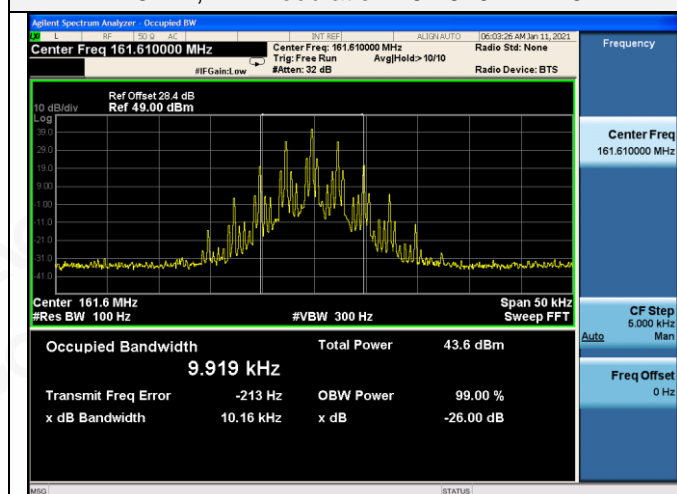 Agilent Spectrum Analyzer - Occupied BW
L RF 50 Ω AC INT REF ALIGN AUTO 06:03:26 AM Jan 11, 2021
Center Freq 161.610000 MHz Center Freq: 161.610000 MHz Radio Std: None Frequency
Trig: Free Run Avg|Hold:> 10/10
#IFGain:Low #Atten: 32 dB Radio Device: BTS
Ref Offset 28.4 dB
10 dB/div Ref 49.00 dBm
Log
39.0
29.0
19.0
9.00
-1.00
-11.0
-21.0
-31.0
-41.0
Center Freq
161.610000 MHz
Center 161.6 MHz Span 50 kHz
#Res BW 100 Hz #VBW 300 Hz Sweep FFT
CF Step
5.000 kHz
Auto Man
Occupied Bandwidth Total Power 43.6 dBm
9.919 kHz
Freq Offset
0 Hz
Transmit Freq Error -213 Hz OBW Power 99.00 %
x dB Bandwidth 10.16 kHz x dB -26.00 dB
MSG STATUS